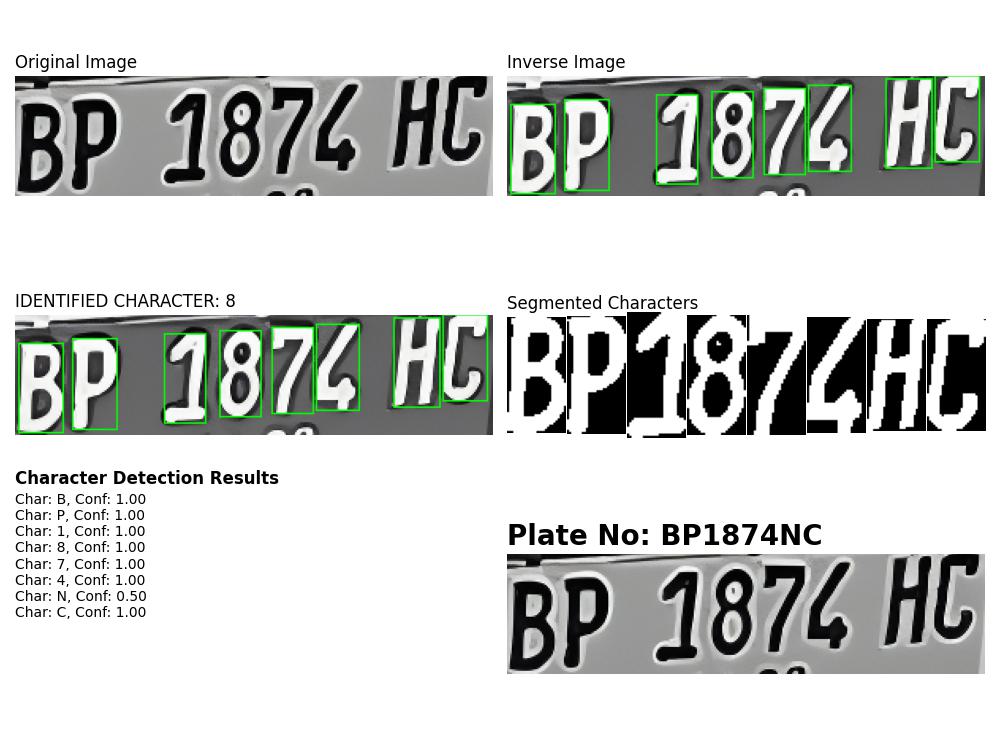 Original Image
BP 1874 HC
Inverse Image
BP 1874 HC
IDENTIFIED CHARACTER: 8
BP 1874 HC
Segmented Characters
BP1874HC
Character Detection Results
Char: B, Conf: 1.00
Char: P, Conf: 1.00
Char: 1, Conf: 1.00
Char: 8, Conf: 1.00
Char: 7, Conf: 1.00
Char: 4, Conf: 1.00
Char: N, Conf: 0.50
Char: C, Conf: 1.00
Plate No: BP1874NC
BP 1874 HC